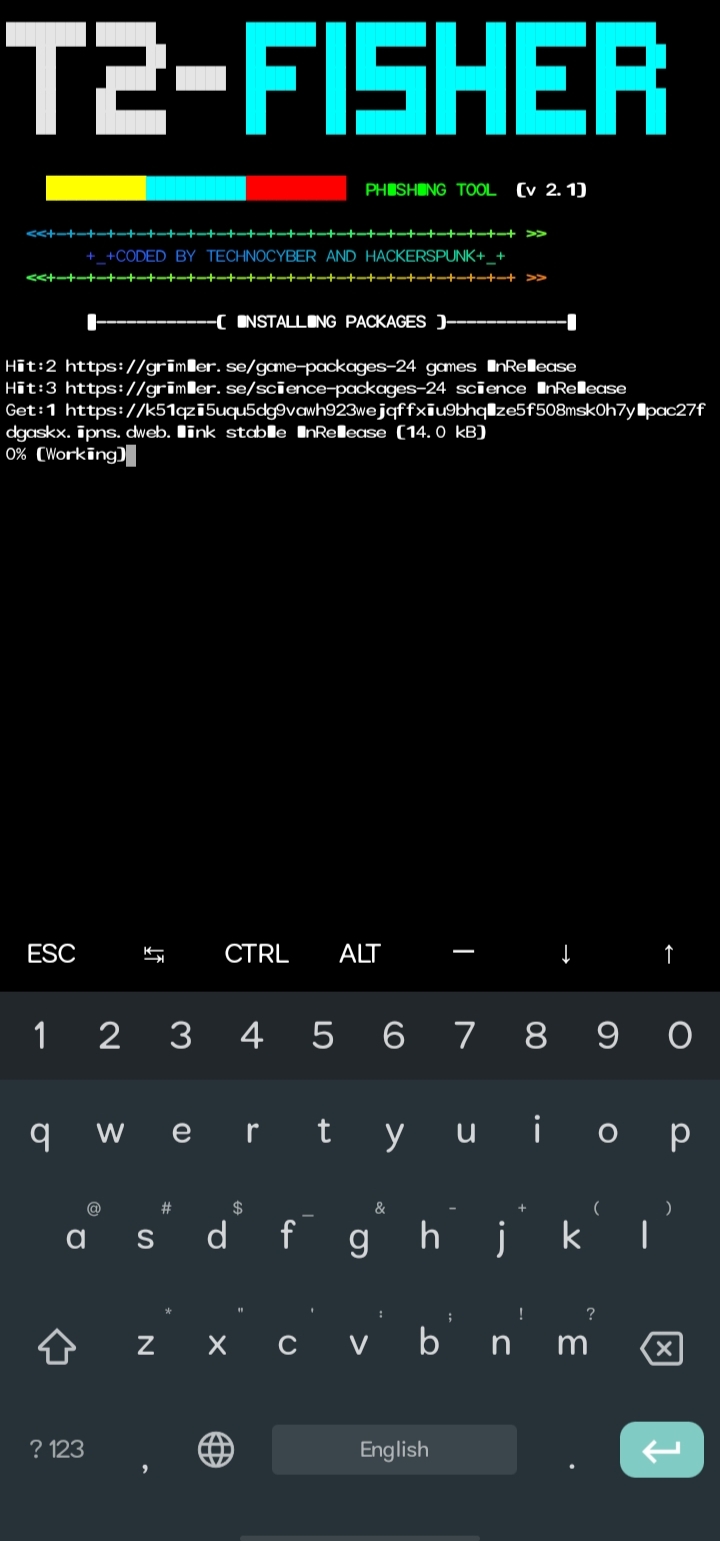 T2-FISHER
PHISHING TOOL [v 2.1]
<<+-+-+-+-+-+-+-+-+-+-+-+-+-+-+-+-+-+-+-+-+-+-+-+ >>
+_+CODED BY TECHNOCYBER AND HACKERSPUNK+_+
<<+-+-+-+-+-+-+-+-+-+-+-+-+-+-+-+-+-+-+-+-+-+-+-+ >>
|------------[ INSTALLING PACKAGES ]------------|
Hit:2 https://grimler.se/game-packages-24 games InRelease
Hit:3 https://grimler.se/science-packages-24 science InRelease
Get:1 https://k51qzi5uqu5dg9vawh923wejqffxiu9bhqlze5f508msk0h7ylpac27f
dgaskx.ipns.dweb.link stable InRelease [14.0 kB]
0% [Working]
ESC ↹ CTRL ALT — ↓ ↑
1 2 3 4 5 6 7 8 9 0
q w e r t y u i o p
@ # $ _ & - + ( )
a s d f g h j k l
* " ' : ; ! ?
z x c v b n m
?123 , English .